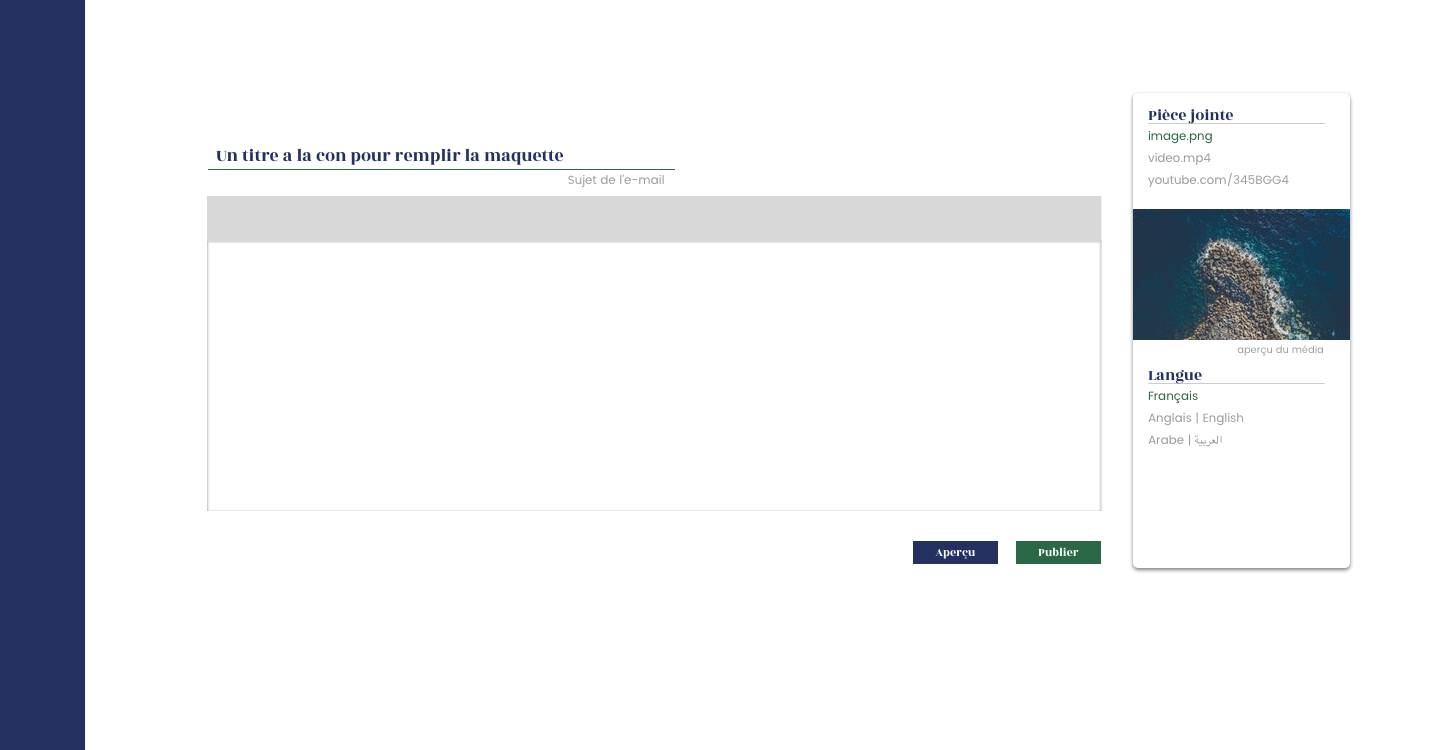 Un titre a la con pour remplir la maquette
Sujet de l'e-mail
Aperçu
Publier
Pièce jointe
image.png
video.mp4
youtube.com/345BGG4
aperçu du média
Langue
Français
Anglais | English
Arabe | العربية